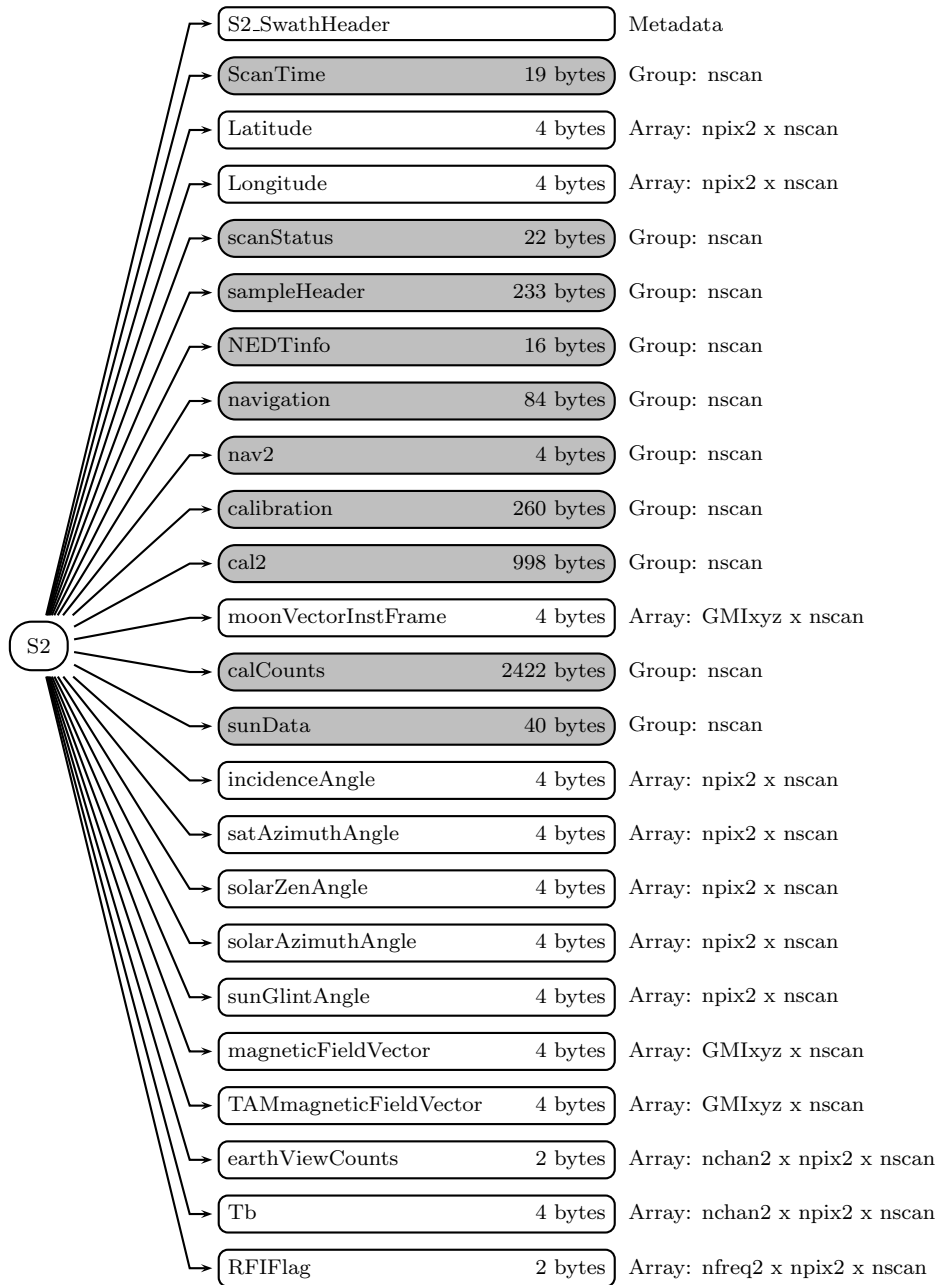 S2_SwathHeader Metadata
ScanTime 19 bytes Group: nscan
Latitude 4 bytes Array: npix2 x nscan
Longitude 4 bytes Array: npix2 x nscan
scanStatus 22 bytes Group: nscan
sampleHeader 233 bytes Group: nscan
NEDTinfo 16 bytes Group: nscan
navigation 84 bytes Group: nscan
nav2 4 bytes Group: nscan
calibration 260 bytes Group: nscan
cal2 998 bytes Group: nscan
moonVectorInstFrame 4 bytes Array: GMIxyz x nscan
S2
calCounts 2422 bytes Group: nscan
sunData 40 bytes Group: nscan
incidenceAngle 4 bytes Array: npix2 x nscan
satAzimuthAngle 4 bytes Array: npix2 x nscan
solarZenAngle 4 bytes Array: npix2 x nscan
solarAzimuthAngle 4 bytes Array: npix2 x nscan
sunGlintAngle 4 bytes Array: npix2 x nscan
magneticFieldVector 4 bytes Array: GMIxyz x nscan
TAMmagneticFieldVector 4 bytes Array: GMIxyz x nscan
earthViewCounts 2 bytes Array: nchan2 x npix2 x nscan
Tb 4 bytes Array: nchan2 x npix2 x nscan
RFIFlag 2 bytes Array: nfreq2 x npix2 x nscan